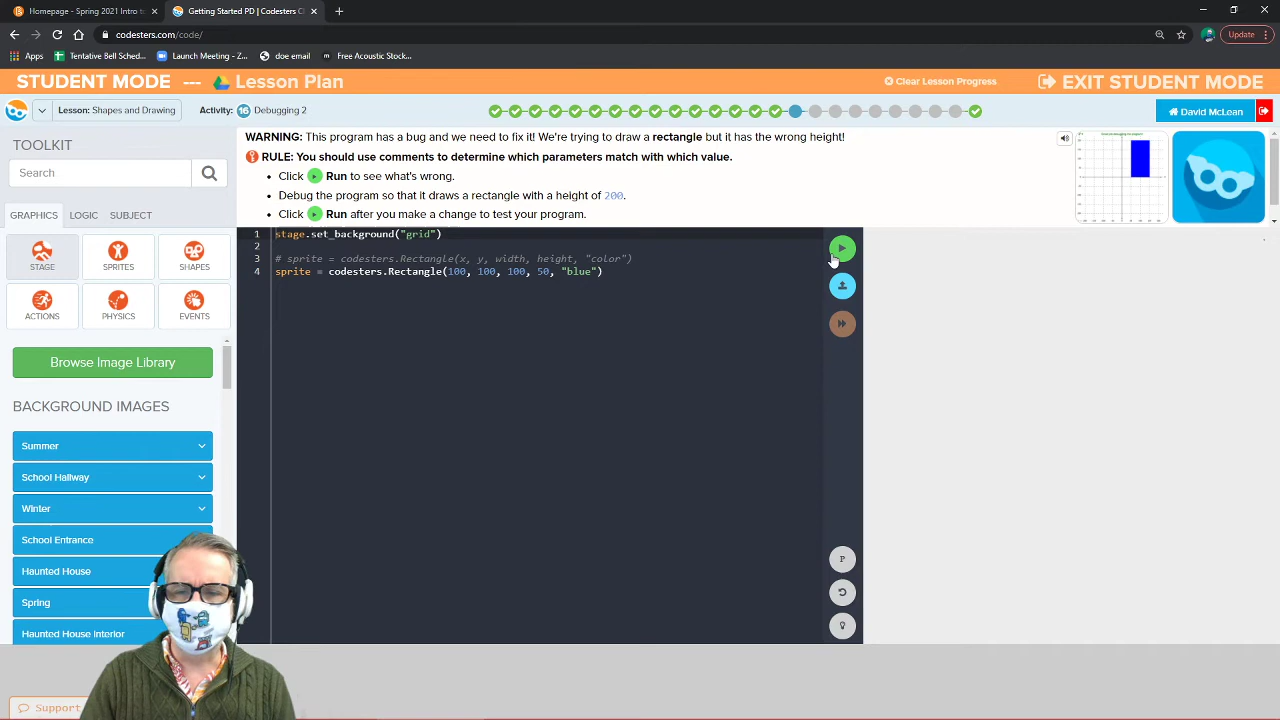 Homepage - Spring 2021 Intro to
Getting Started PD | Codesters Cl
codesters.com/code/
Update
Apps
Tentative Bell Sched...
Launch Meeting - Z...
doe email
Free Acoustic Stock...
STUDENT MODE — Lesson Plan
Clear Lesson Progress
EXIT STUDENT MODE
Lesson: Shapes and Drawing
Activity: 16 Debugging 2
David McLean
TOOLKIT
Search
GRAPHICS LOGIC SUBJECT
STAGE SPRITES SHAPES
ACTIONS PHYSICS EVENTS
Browse Image Library
BACKGROUND IMAGES
Summer
School Hallway
Winter
School Entrance
Haunted House
Spring
Haunted House Interior
Support
WARNING: This program has a bug and we need to fix it! We're trying to draw a rectangle but it has the wrong height!
RULE: You should use comments to determine which parameters match with which value.
• Click Run to see what's wrong.
• Debug the program so that it draws a rectangle with a height of 200.
• Click Run after you make a change to test your program.
1 stage.set_background("grid")
2
3 # sprite = codesters.Rectangle(x, y, width, height, "color")
4 sprite = codesters.Rectangle(100, 100, 100, 50, "blue")
P